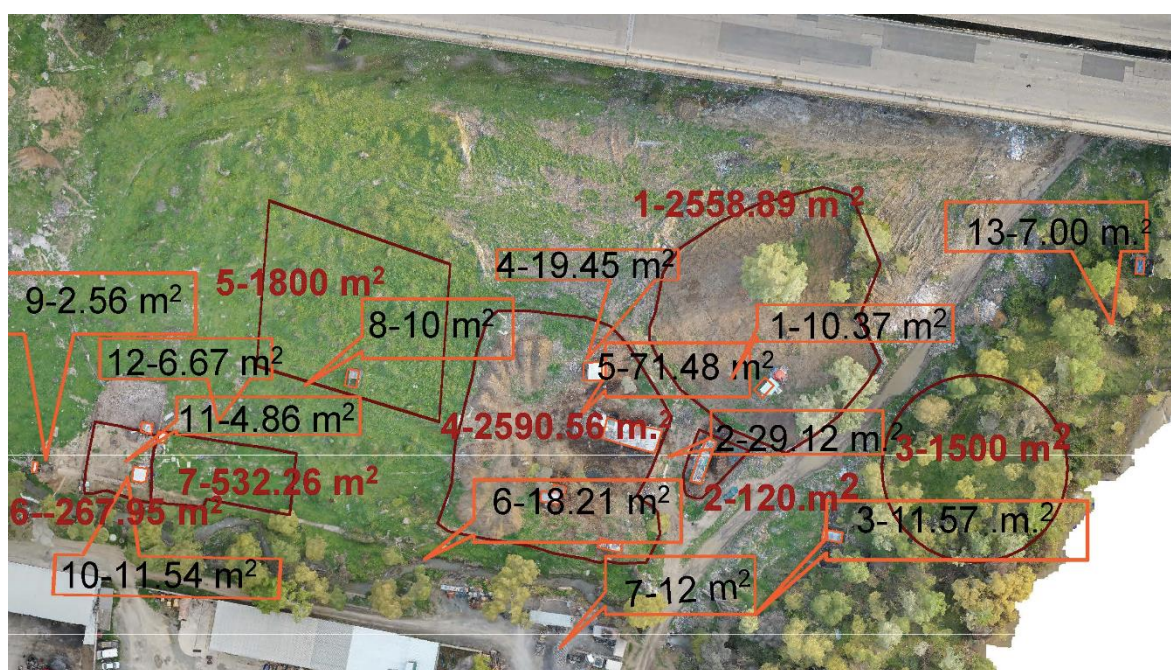 1-2558.89 m²
13-7.00 m.²
4-19.45 m²
5-1800 m²
9-2.56 m²
8-10 m²
1-10.37 m²
12-6.67 m²
5-71.48 .m²
11-4.86 m²
4-2590.56 m.²
2-29.12 m.²
3-1500 m²
7-532.26 m²
6-18.21 m²
2-120.m²
6--267.95 m²
3-11.57 .m.²
10-11.54 m²
7-12 m²